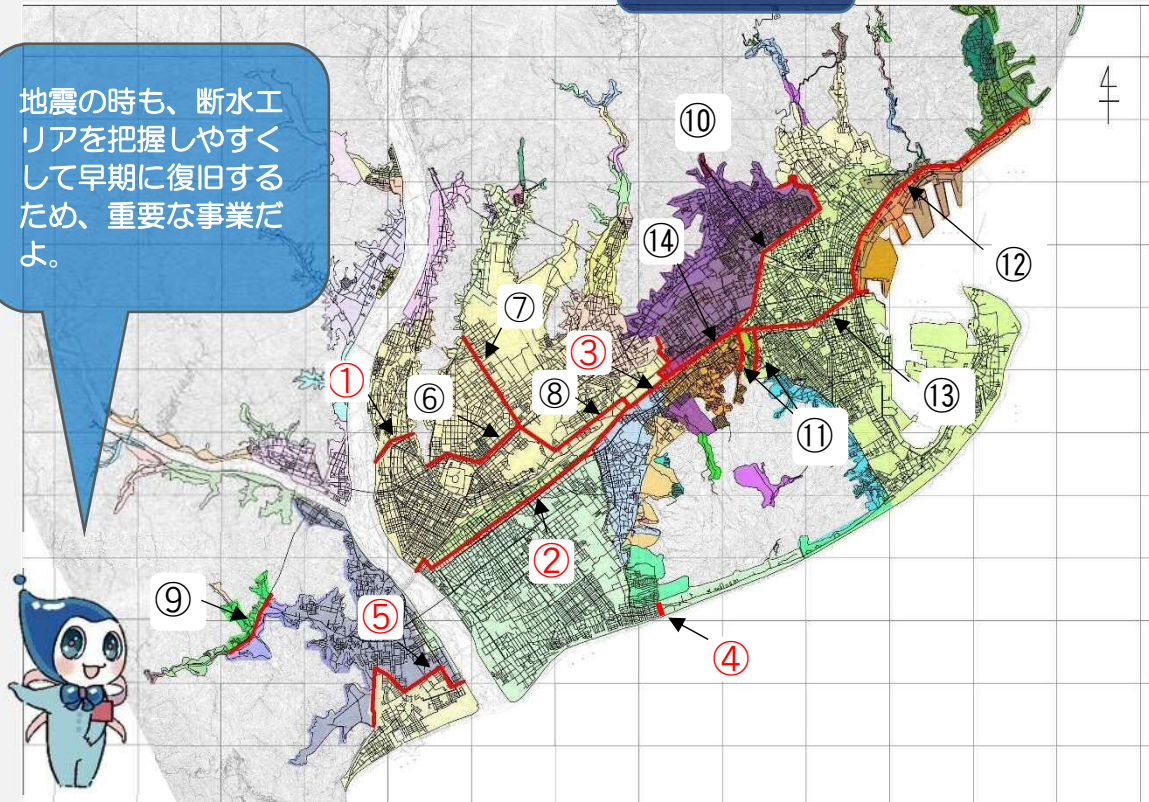 地震の時も、断水エ
リアを把握しやすく
して早期に復旧する
ため、重要な事業だ
よ。
⑩
⑭
⑫
⑦
③
①
⑥
⑧
⑬
⑪
②
⑨
⑤
④